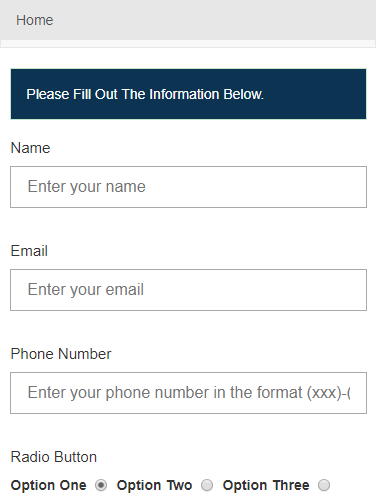 Home
Please Fill Out The Information Below.
Name
Enter your name
Email
Enter your email
Phone Number
Enter your phone number in the format (xxx)-(
Radio Button
Option One Option Two Option Three